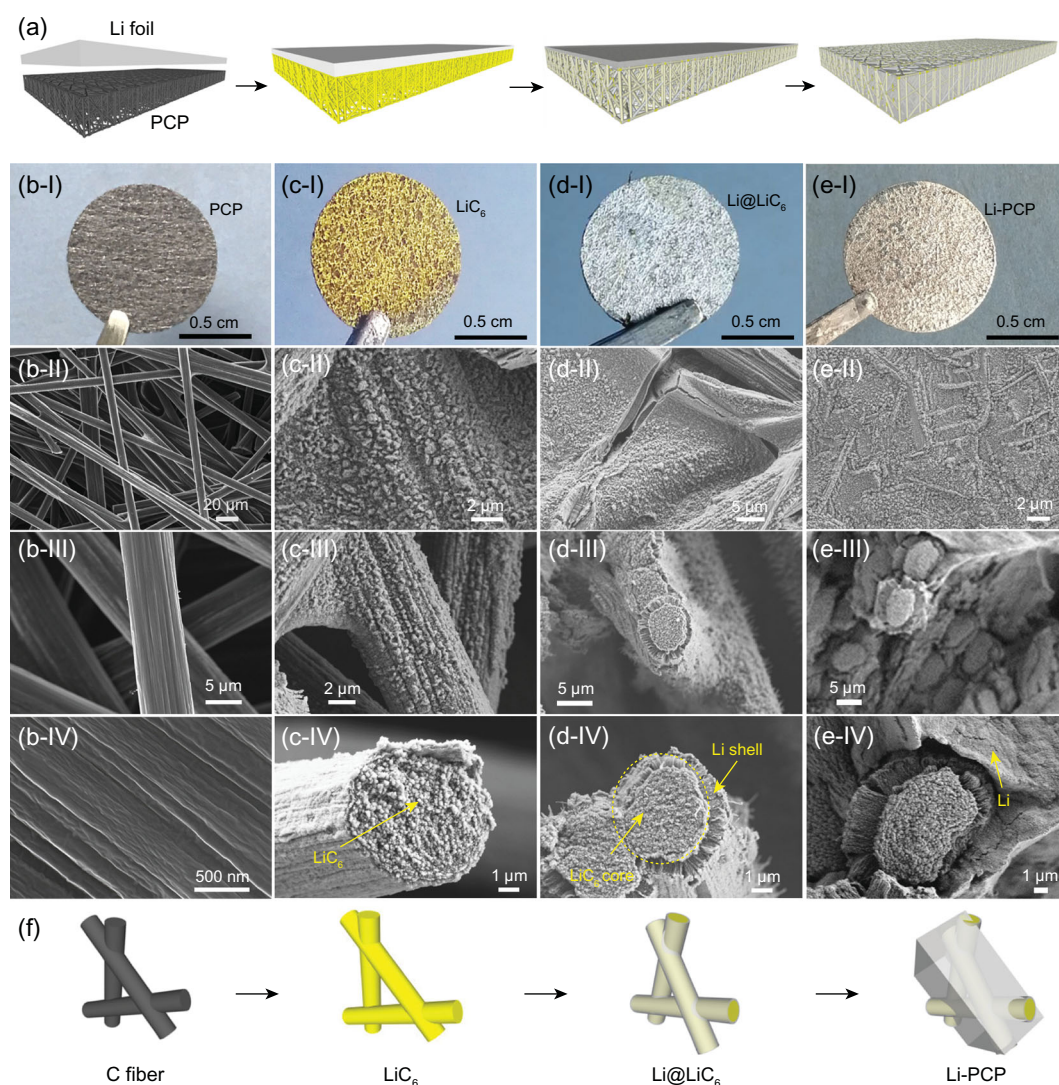 (a)
Li foil
PCP
(b-I)
PCP
0.5 cm
(c-I)
LiC₆
0.5 cm
(d-I)
Li@LiC₆
0.5 cm
(e-I)
Li-PCP
0.5 cm
(b-II)
20 μm
(c-II)
2 μm
(d-II)
5 μm
(e-II)
2 μm
(b-III)
5 μm
(c-III)
2 μm
(d-III)
5 μm
(e-III)
5 μm
(b-IV)
500 nm
(c-IV)
LiC₆
1 μm
(d-IV)
Li shell
LiC₆ core
1 μm
(e-IV)
Li
1 μm
(f)
C fiber
LiC₆
Li@LiC₆
Li-PCP